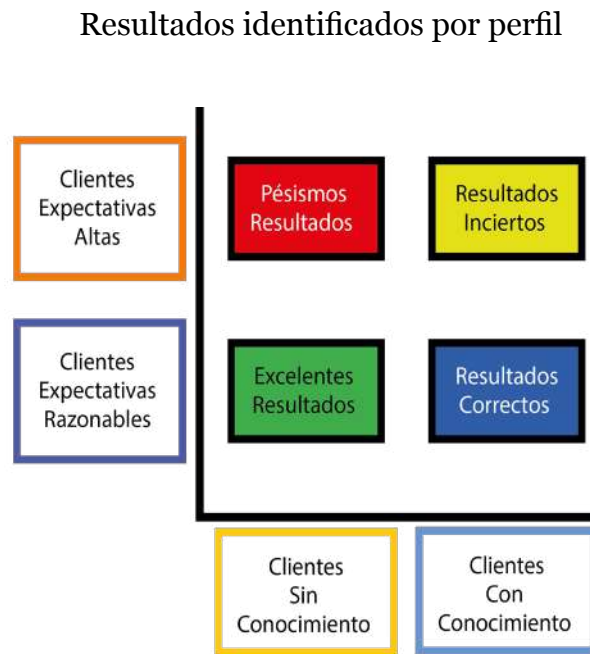 Resultados identificados por perfil
Clientes
Expectativas
Altas
Pésismos
Resultados
Resultados
Inciertos
Clientes
Expectativas
Razonables
Excelentes
Resultados
Resultados
Correctos
Clientes
Sin
Conocimiento
Clientes
Con
Conocimiento